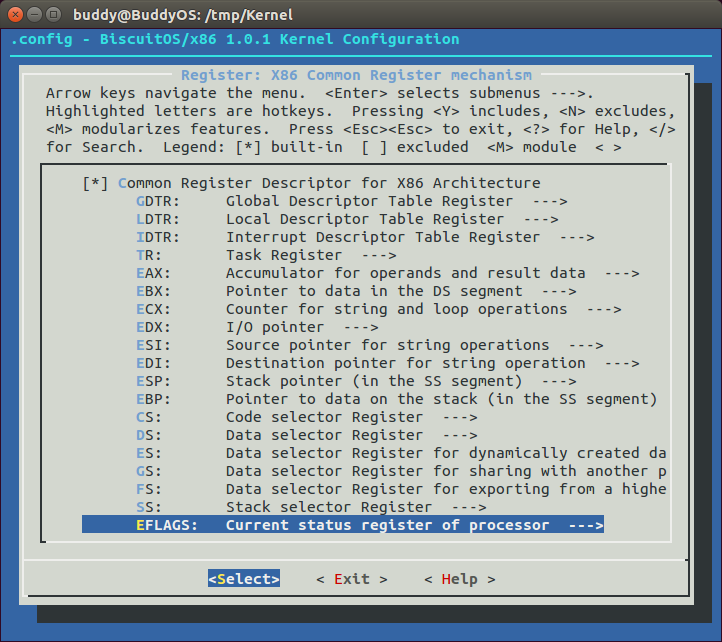 buddy@BuddyOS: /tmp/Kernel
.config - BiscuitOS/x86 1.0.1 Kernel Configuration
Register: X86 Common Register mechanism
Arrow keys navigate the menu.  <Enter> selects submenus --->.
Highlighted letters are hotkeys.  Pressing <Y> includes, <N> excludes,
<M> modularizes features.  Press <Esc><Esc> to exit, <?> for Help, </>
for Search.  Legend: [*] built-in  [ ] excluded  <M> module  < >
[*] Common Register Descriptor for X86 Architecture
GDTR:     Global Descriptor Table Register  --->
LDTR:     Local Descriptor Table Register  --->
IDTR:     Interrupt Descriptor Table Register  --->
TR:       Task Register  --->
EAX:      Accumulator for operands and result data  --->
EBX:      Pointer to data in the DS segment  --->
ECX:      Counter for string and loop operations  --->
EDX:      I/O pointer  --->
ESI:      Source pointer for string operations  --->
EDI:      Destination pointer for string operation  --->
ESP:      Stack pointer (in the SS segment)  --->
EBP:      Pointer to data on the stack (in the SS segment)
CS:       Code selector Register  --->
DS:       Data selector Register  --->
ES:       Data selector Register for dynamically created da
GS:       Data selector Register for sharing with another p
FS:       Data selector Register for exporting from a highe
SS:       Stack selector Register  --->
EFLAGS:   Current status register of processor  --->
<Select>    < Exit >    < Help >